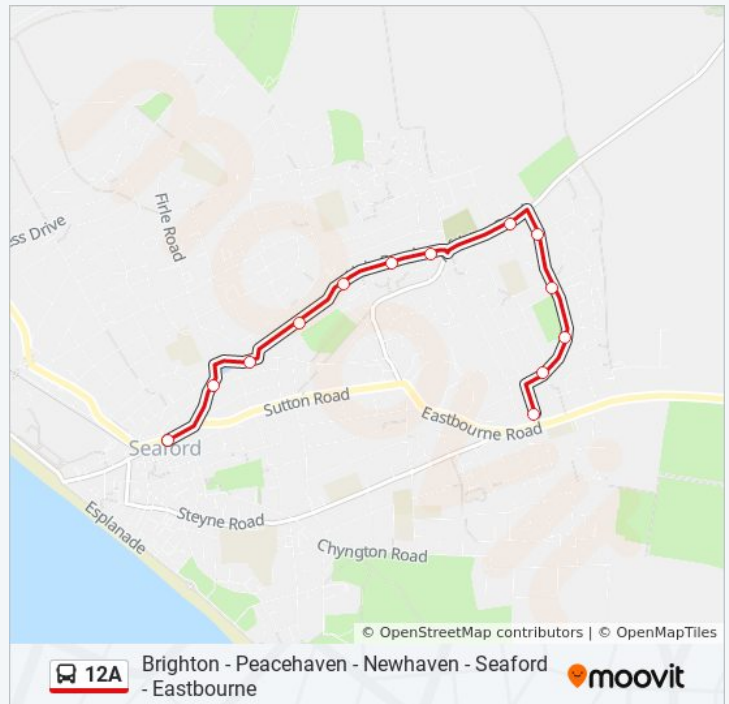 ss Drive
Firle Road
Sutton Road
Eastbourne Road
Seaford
Steyne Road
Esplanade
Chyngton Road
© OpenStreetMap contributors | © OpenMapTiles
12A
Brighton - Peacehaven - Newhaven - Seaford
- Eastbourne
moovit